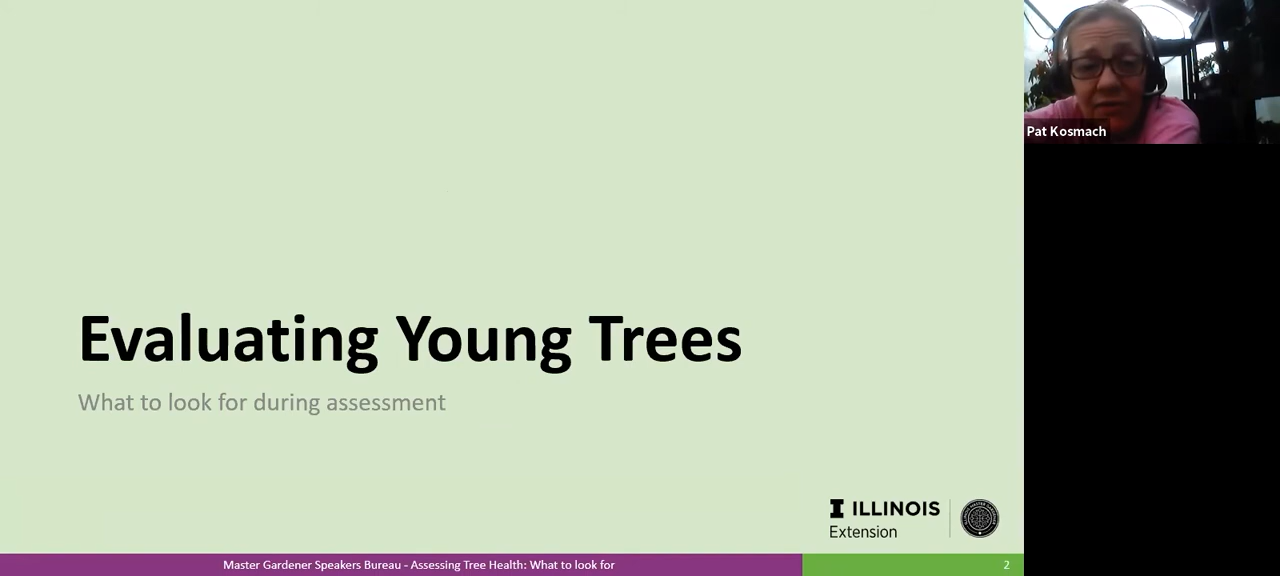 Evaluating Young Trees
What to look for during assessment
Pat Kosmach
I ILLINOIS
Extension
Master Gardener Speakers Bureau - Assessing Tree Health: What to look for
2